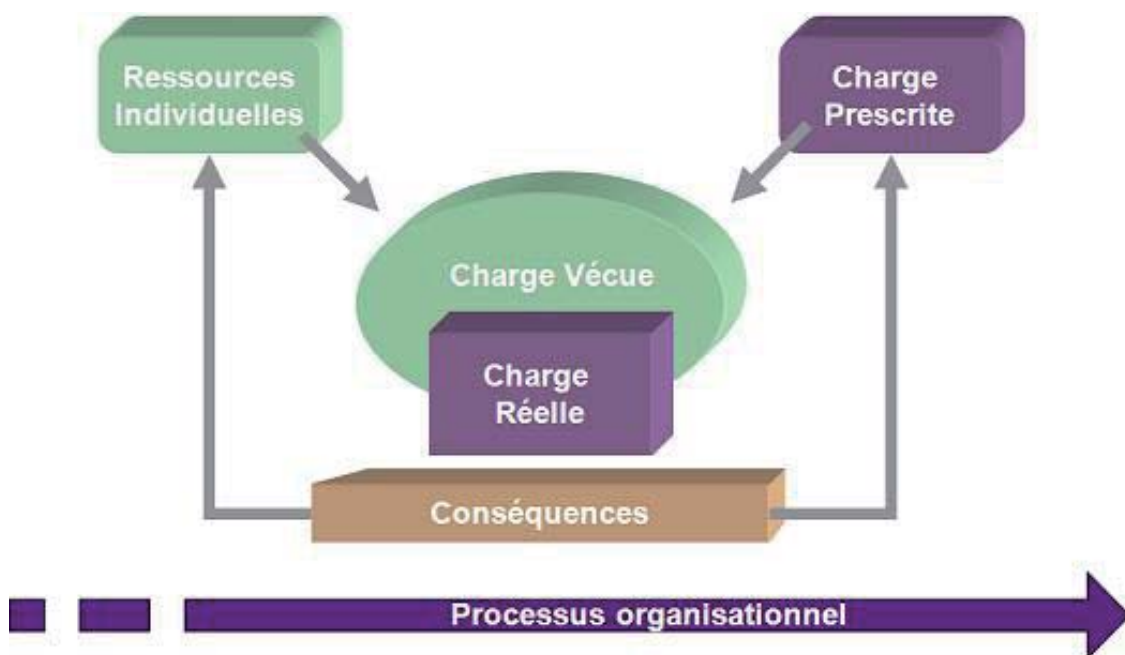 Ressources
Individuelles
Charge
Prescrite
Charge Vécue
Charge
Réelle
Conséquences
Processus organisationnel